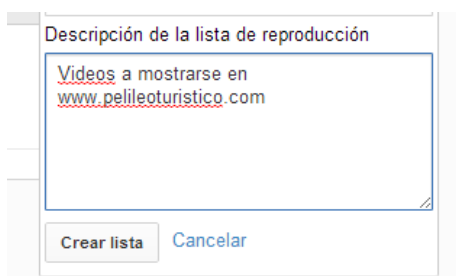 Descripción de la lista de reproducción
Videos a mostrarse en
www.pelileoturistico.com
Crear lista
Cancelar